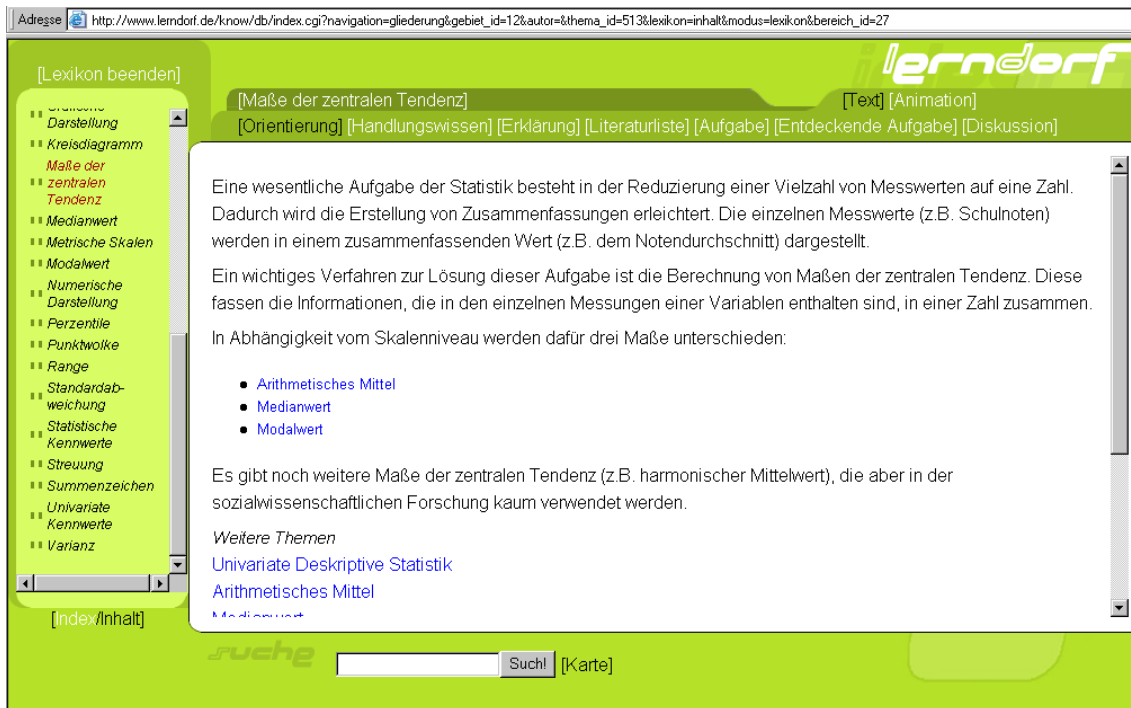 Adresse http://www.lerndorf.de/know/db/index.cgi?navigation=gliederung&gebiet_id=12&autor=&thema_id=513&lexikon=inhalt&modus=lexikon&bereich_id=27
lerndorf
[Lexikon beenden]
Darstellung
Kreisdiagramm
Maße der
zentralen
Tendenz
Medianwert
Metrische Skalen
Modalwert
Numerische
Darstellung
Perzentile
Punktwolke
Range
Standardab-
weichung
Statistische
Kennwerte
Streuung
Summenzeichen
Univariate
Kennwerte
Varianz
[Index/Inhalt]
[Maße der zentralen Tendenz] [Text] [Animation]
[Orientierung] [Handlungswissen] [Erklärung] [Literaturliste] [Aufgabe] [Entdeckende Aufgabe] [Diskussion]
Eine wesentliche Aufgabe der Statistik besteht in der Reduzierung einer Vielzahl von Messwerten auf eine Zahl.
Dadurch wird die Erstellung von Zusammenfassungen erleichtert. Die einzelnen Messwerte (z.B. Schulnoten)
werden in einem zusammenfassenden Wert (z.B. dem Notendurchschnitt) dargestellt.
Ein wichtiges Verfahren zur Lösung dieser Aufgabe ist die Berechnung von Maßen der zentralen Tendenz. Diese
fassen die Informationen, die in den einzelnen Messungen einer Variablen enthalten sind, in einer Zahl zusammen.
In Abhängigkeit vom Skalenniveau werden dafür drei Maße unterschieden:
Arithmetisches Mittel
Medianwert
Modalwert
Es gibt noch weitere Maße der zentralen Tendenz (z.B. harmonischer Mittelwert), die aber in der
sozialwissenschaftlichen Forschung kaum verwendet werden.
Weitere Themen
Univariate Deskriptive Statistik
Arithmetisches Mittel
Medianwert
suche Such! [Karte]